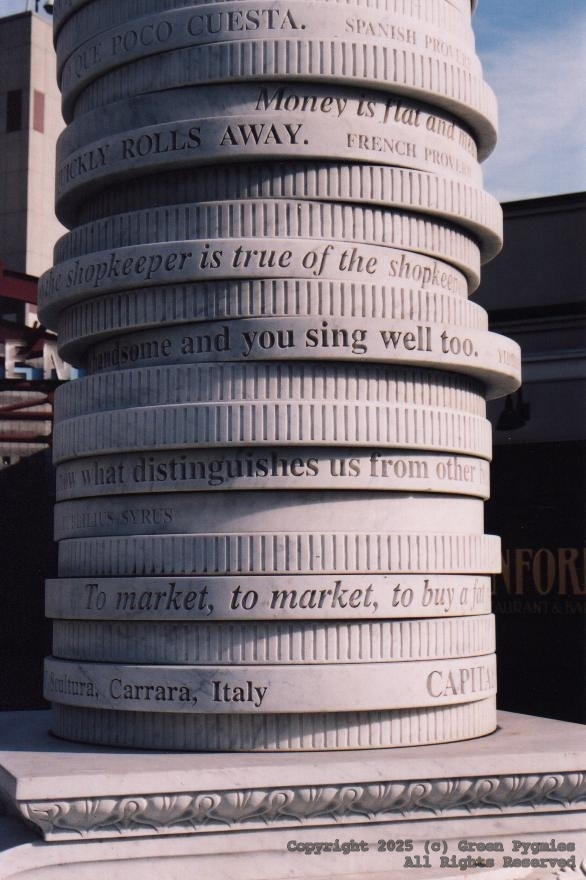 QUE POCO CUESTA. SPANISH
Money is flat and
ROLLS AWAY. FRENCH
the shopkeeper is true of the
handsome and you sing well too.
what distinguishes us from other
PUBLILIUS SYRUS
To market, to market, to buy a fat
Scultura, Carrara, Italy
Copyright 2025 (c) Green Pygmies
All Rights Reserved